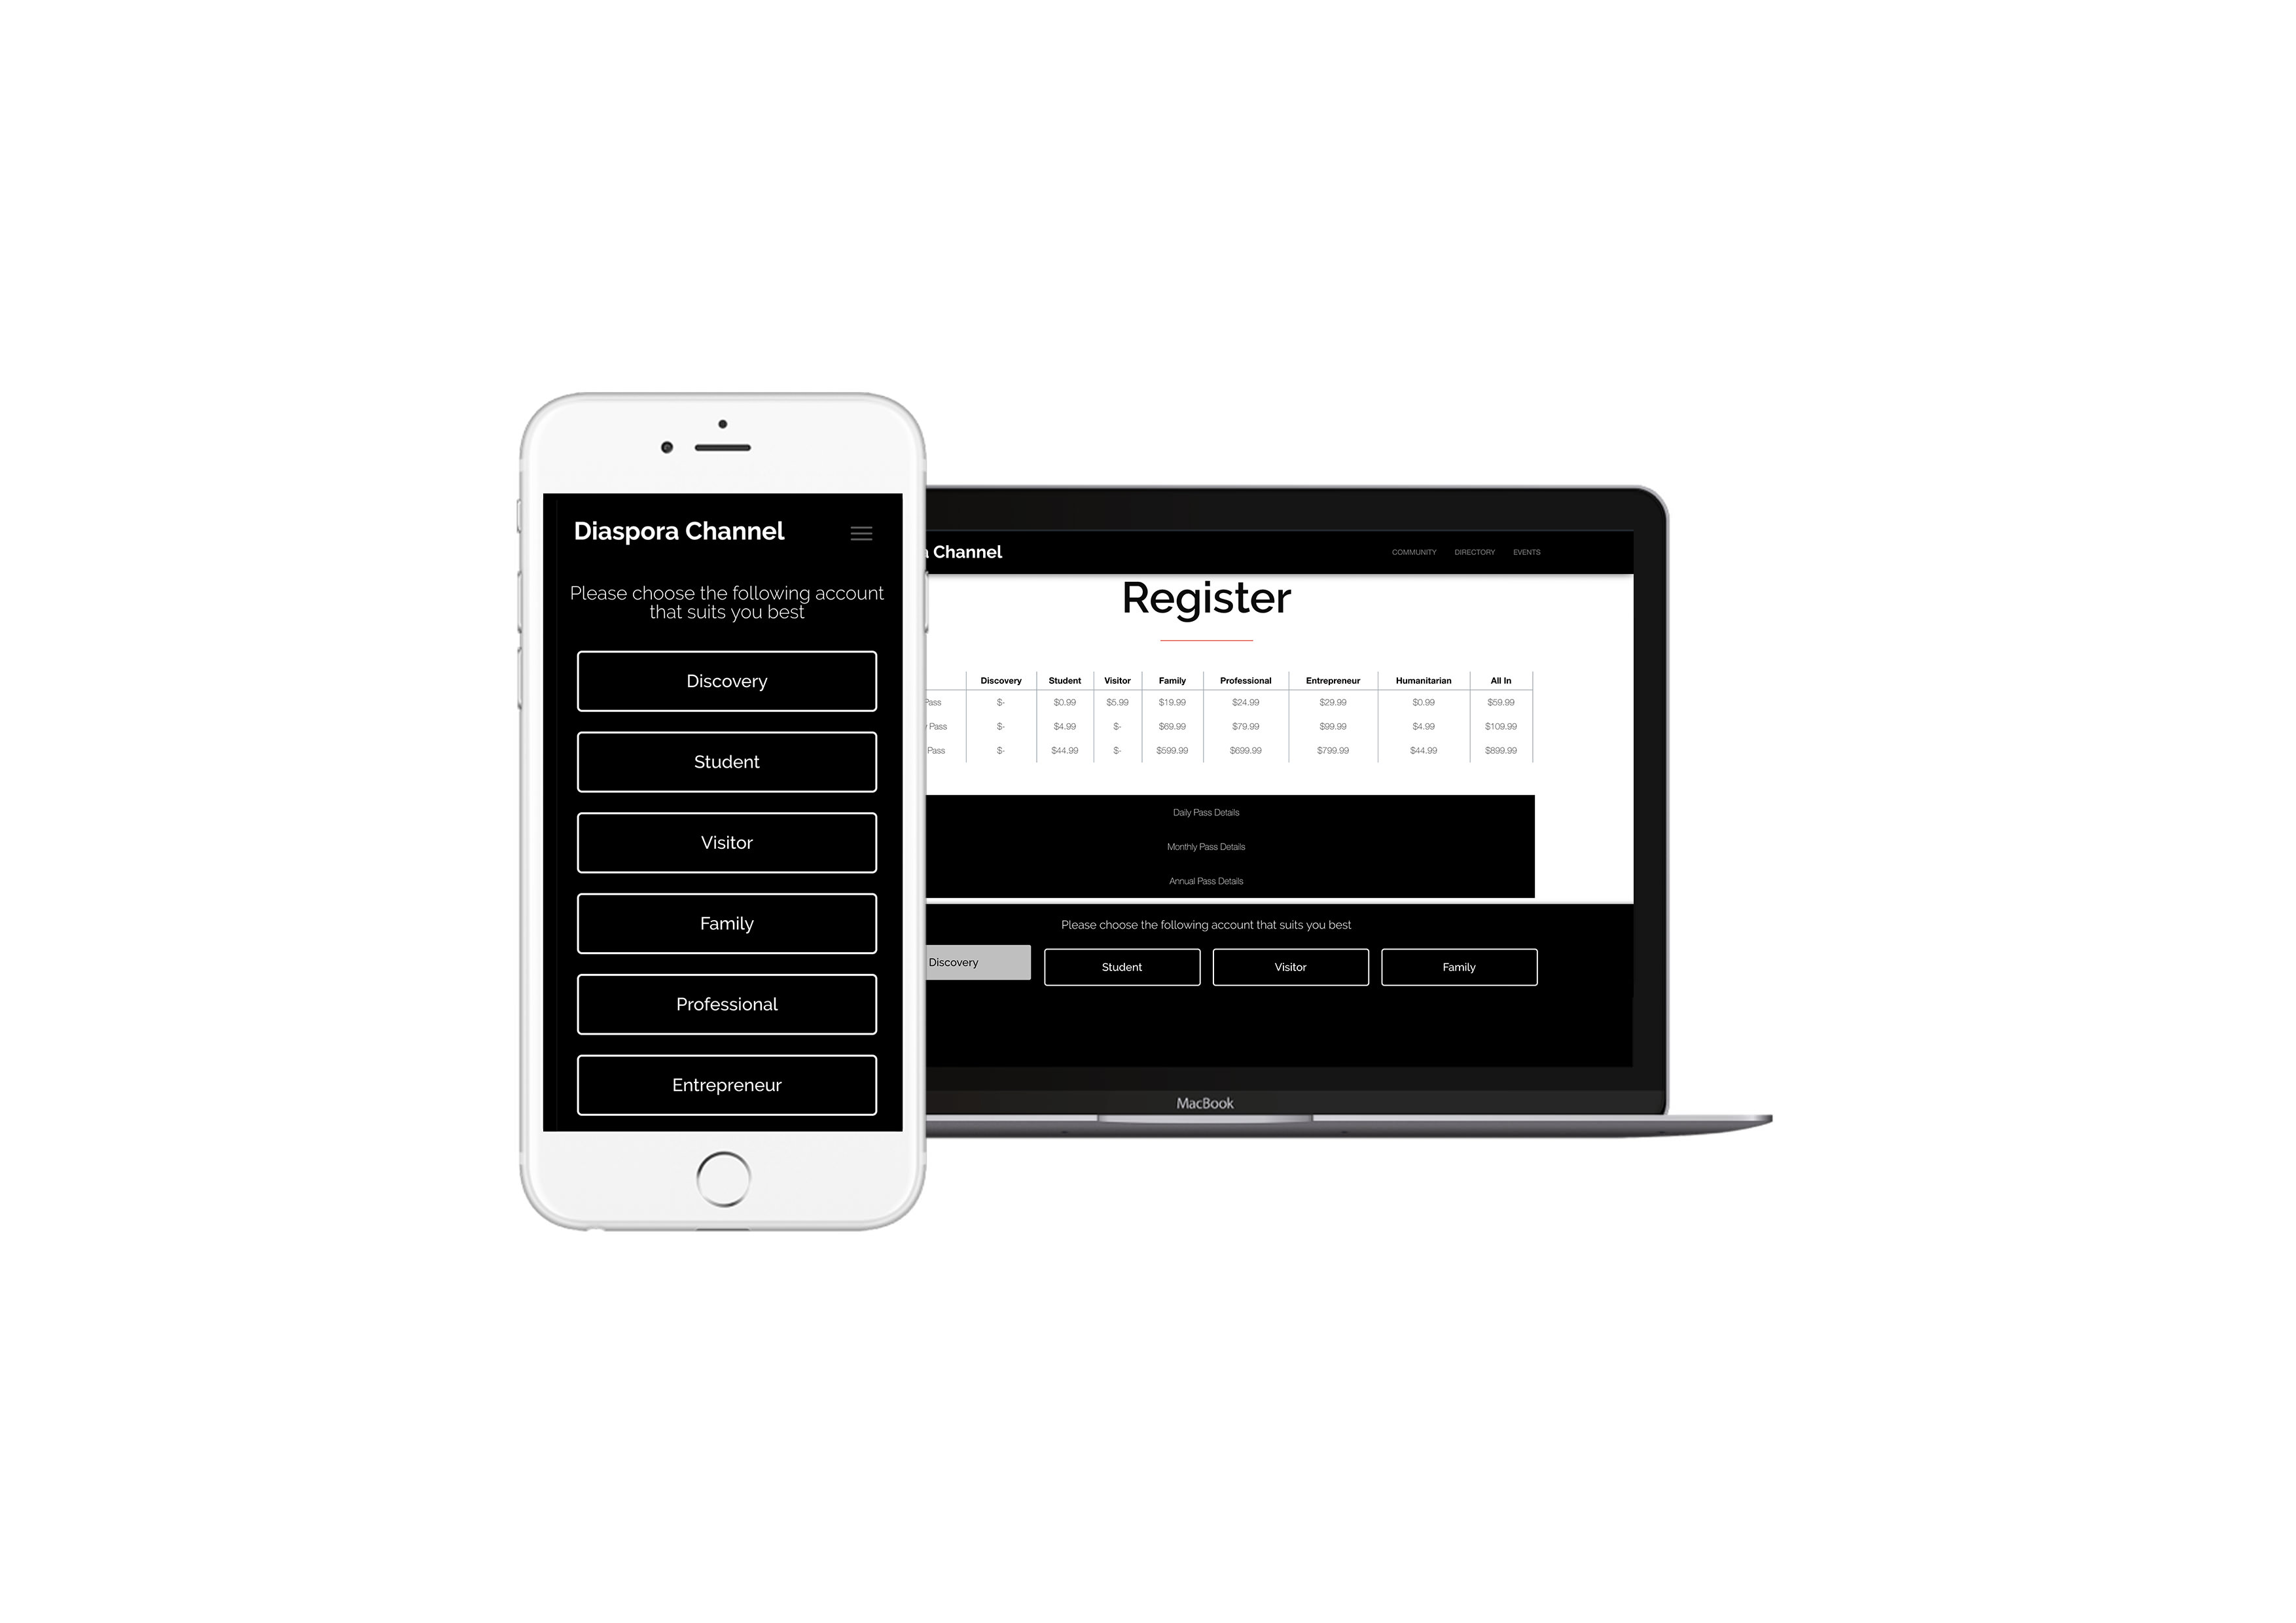 Diaspora Channel
Please choose the following account
that suits you best
Discovery
Student
Visitor
Family
Professional
Entrepreneur
Channel
COMMUNITY DIRECTORY EVENTS
Register
Discovery Student Visitor Family Professional Entrepreneur Humanitarian All In
Pass $- $0.99 $5.99 $19.99 $24.99 $29.99 $0.99 $59.99
Pass $- $4.99 $- $69.99 $79.99 $99.99 $4.99 $109.99
Pass $- $44.99 $- $599.99 $699.99 $799.99 $44.99 $899.99
Daily Pass Details
Monthly Pass Details
Annual Pass Details
Please choose the following account that suits you best
Discovery Student Visitor Family
MacBook